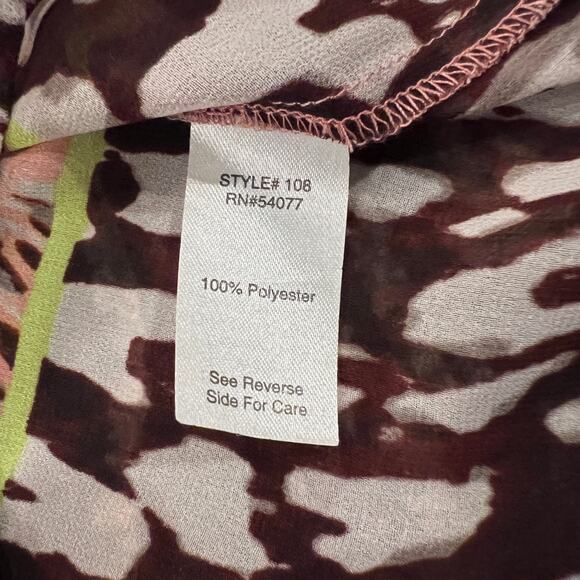 STYLE# 108
RN#54077
100% Polyester
See Reverse
Side For Care